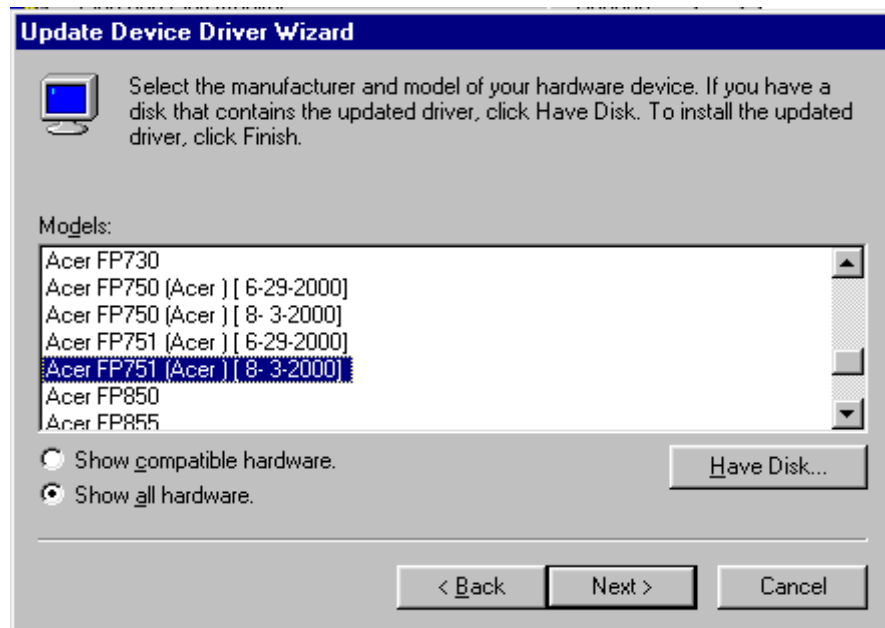 Update Device Driver Wizard
Select the manufacturer and model of your hardware device. If you have a
disk that contains the updated driver, click Have Disk. To install the updated
driver, click Finish.
Models:
Acer FP730
Acer FP750 (Acer ) [ 6-29-2000]
Acer FP750 (Acer ) [ 8- 3-2000]
Acer FP751 (Acer ) [ 6-29-2000]
Acer FP751 (Acer ) [ 8- 3-2000]
Acer FP850
Acer FP855
Show compatible hardware.
Show all hardware.
Have Disk...
< Back
Next >
Cancel